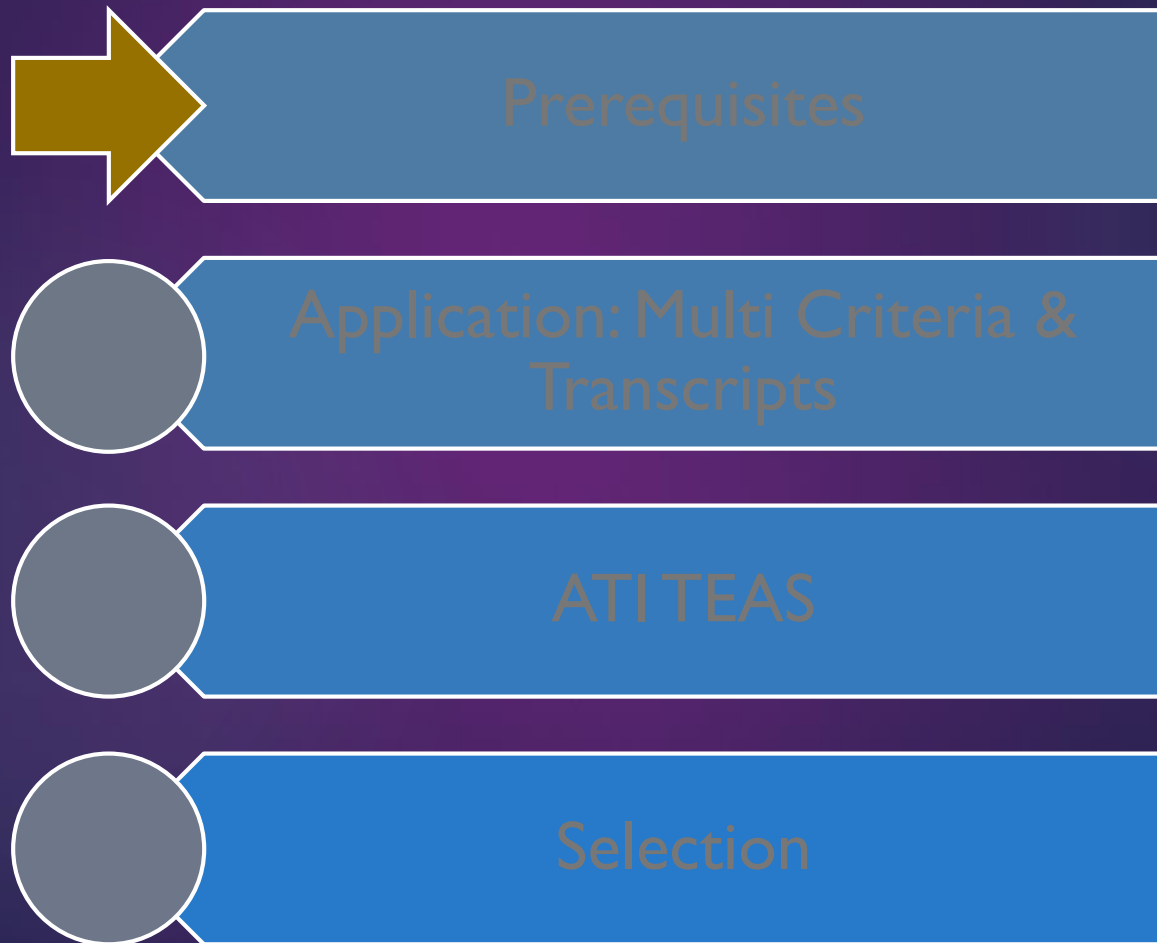 Prerequisites
Application: Multi Criteria &
Transcripts
ATI TEAS
Selection